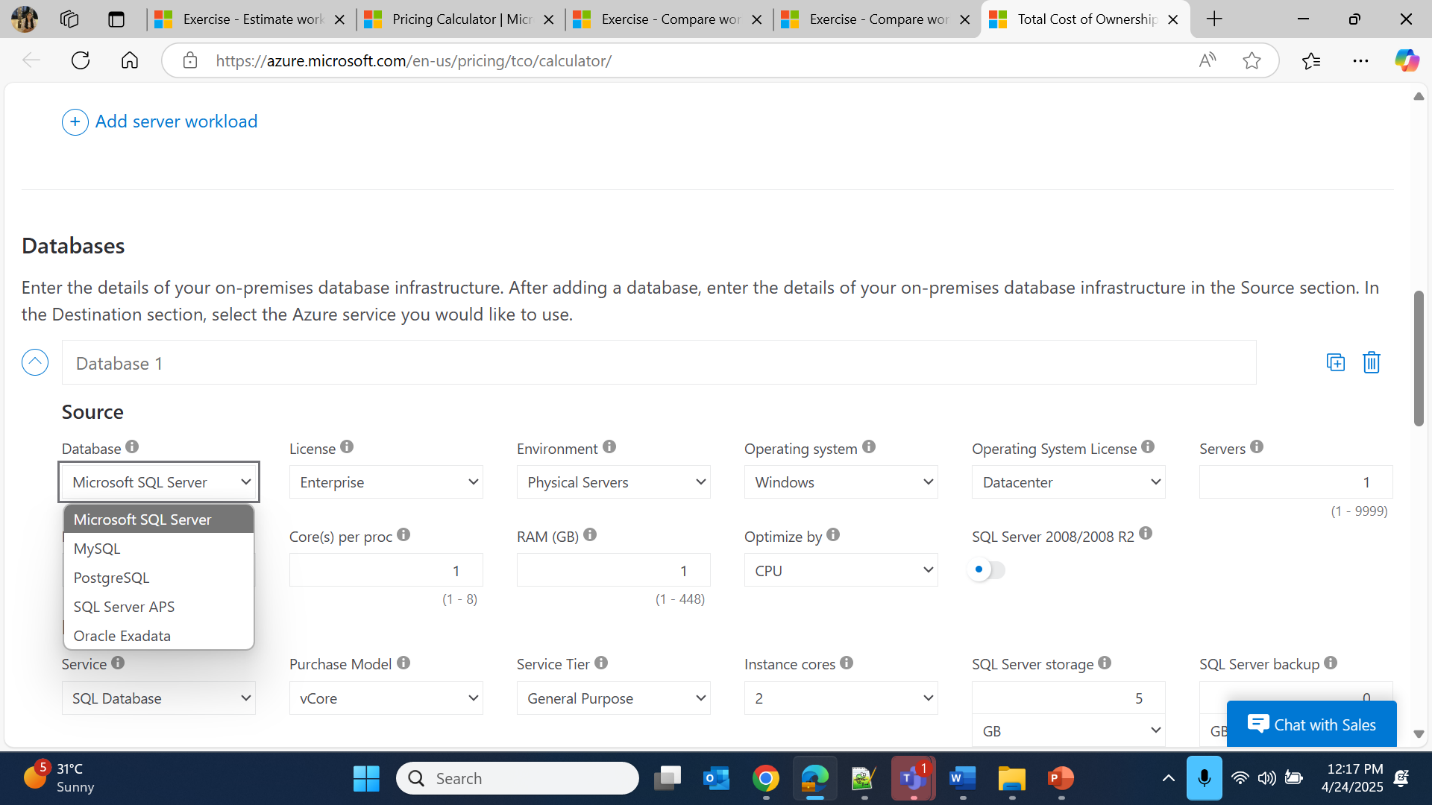 Exercise - Estimate work
Pricing Calculator | Micr
Exercise - Compare wor
Exercise - Compare wor
Total Cost of Ownership
https://azure.microsoft.com/en-us/pricing/tco/calculator/
Add server workload
Databases
Enter the details of your on-premises database infrastructure. After adding a database, enter the details of your on-premises database infrastructure in the Source section. In
the Destination section, select the Azure service you would like to use.
Database 1
Source
Database License Environment Operating system Operating System License Servers
Microsoft SQL Server Enterprise Physical Servers Windows Datacenter 1
(1 - 9999)
Microsoft SQL Server
MySQL
PostgreSQL
SQL Server APS
Oracle Exadata
Core(s) per proc RAM (GB) Optimize by SQL Server 2008/2008 R2
1 1 CPU
(1 - 8) (1 - 448)
Service Purchase Model Service Tier Instance cores SQL Server storage SQL Server backup
SQL Database vCore General Purpose 2 5 0
GB GB
Chat with Sales
5 31°C
Sunny
Search
1
12:17 PM
4/24/2025